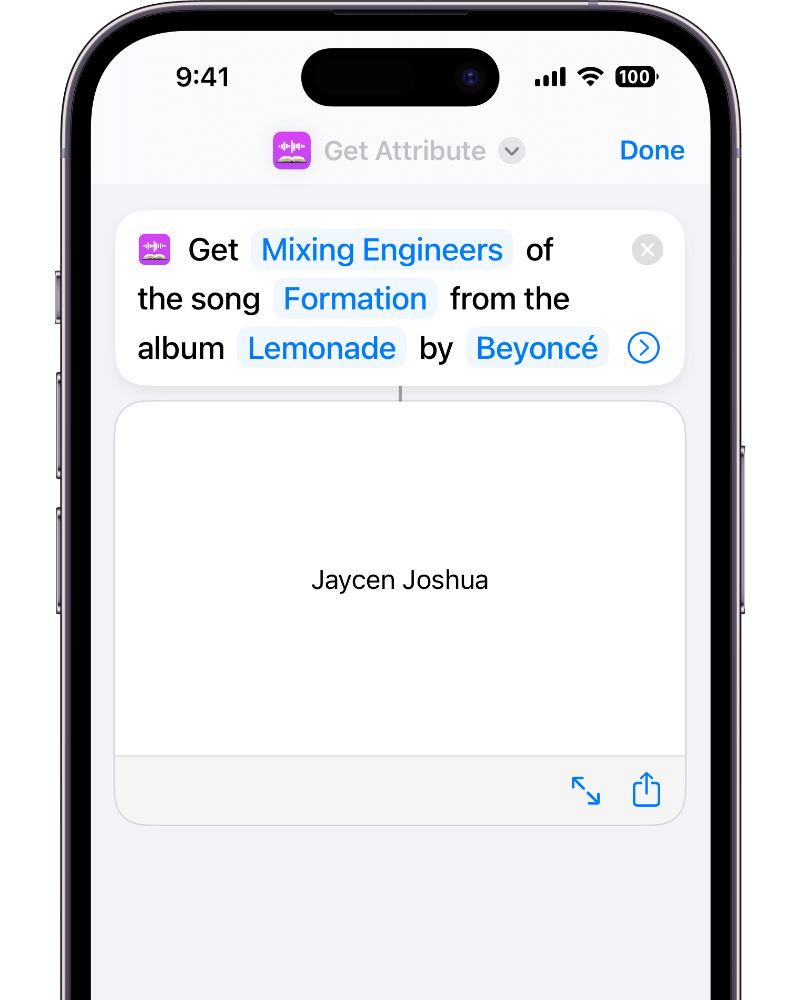 9:41
100
Get Attribute
Done
Get Mixing Engineers of
the song Formation from the
album Lemonade by Beyoncé
Jaycen Joshua